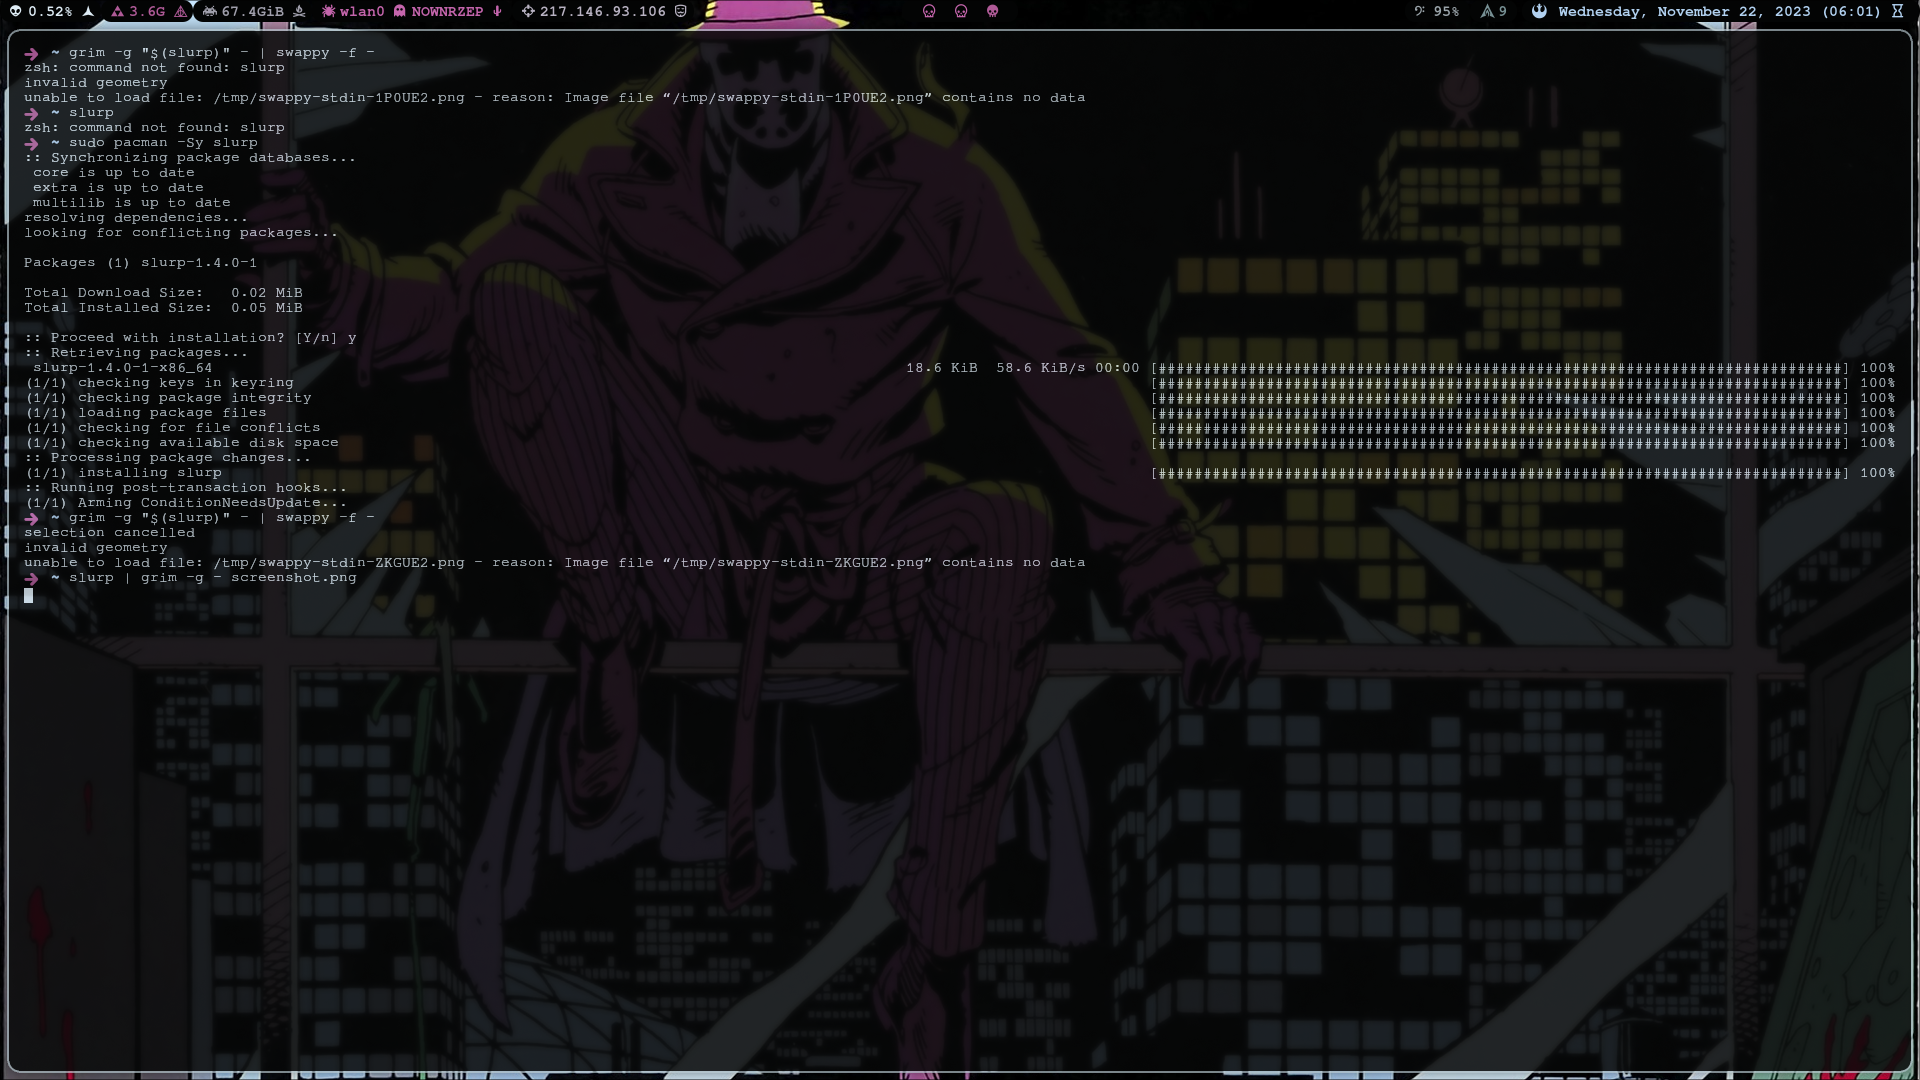 0.52% 3.6G 67.4GiB wlan0 NOWNRZEP 217.146.93.106 95% 9 Wednesday, November 22, 2023 (06:01)
~ grim -g "$(slurp)" - | swappy -f -
zsh: command not found: slurp
invalid geometry
unable to load file: /tmp/swappy-stdin-1P0UE2.png - reason: Image file “/tmp/swappy-stdin-1P0UE2.png” contains no data
~ slurp
zsh: command not found: slurp
~ sudo pacman -Sy slurp
:: Synchronizing package databases...
core is up to date
extra is up to date
multilib is up to date
resolving dependencies...
looking for conflicting packages...
Packages (1) slurp-1.4.0-1
Total Download Size:   0.02 MiB
Total Installed Size:  0.05 MiB
:: Proceed with installation? [Y/n] y
:: Retrieving packages...
slurp-1.4.0-1-x86_64 18.6 KiB 58.6 KiB/s 00:00 [############################################################################] 100%
(1/1) checking keys in keyring [############################################################################] 100%
(1/1) checking package integrity [############################################################################] 100%
(1/1) loading package files [############################################################################] 100%
(1/1) checking for file conflicts [############################################################################] 100%
(1/1) checking available disk space [############################################################################] 100%
:: Processing package changes...
(1/1) installing slurp [############################################################################] 100%
:: Running post-transaction hooks...
(1/1) Arming ConditionNeedsUpdate...
~ grim -g "$(slurp)" - | swappy -f -
selection cancelled
invalid geometry
unable to load file: /tmp/swappy-stdin-ZKGUE2.png - reason: Image file “/tmp/swappy-stdin-ZKGUE2.png” contains no data
~ slurp | grim -g - screenshot.png